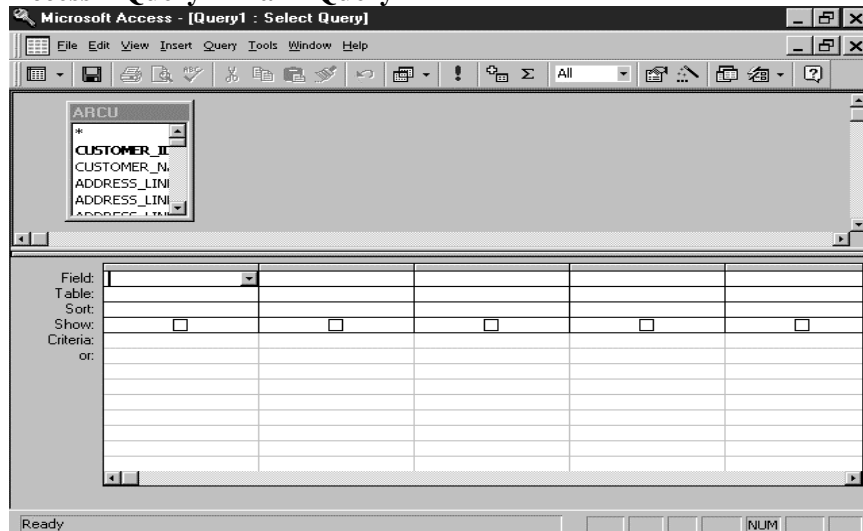 Microsoft Access - [Query1 : Select Query]
File Edit View Insert Query Tools Window Help
All
ARCU
*
CUSTOMER_ID
CUSTOMER_N
ADDRESS_LIN
ADDRESS_LIN
Field:
Table:
Sort:
Show:
Criteria:
or:
Ready
NUM